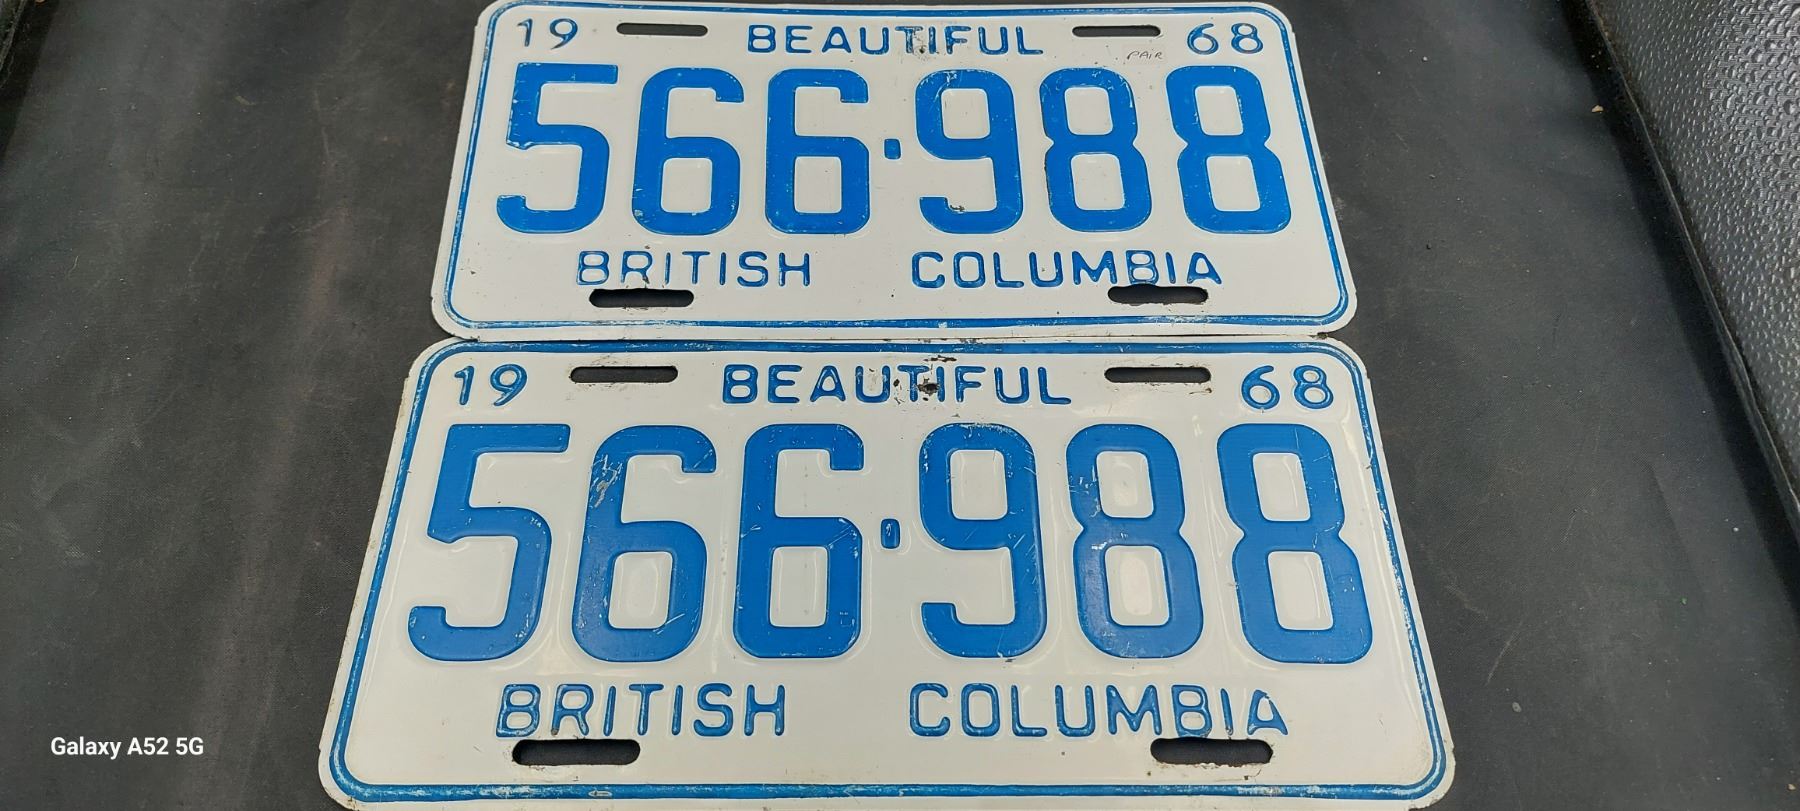 19 BEAUTIFUL 68
PAIR
566·988
BRITISH COLUMBIA
19 BEAUTIFUL 68
566·988
BRITISH COLUMBIA
Galaxy A52 5G